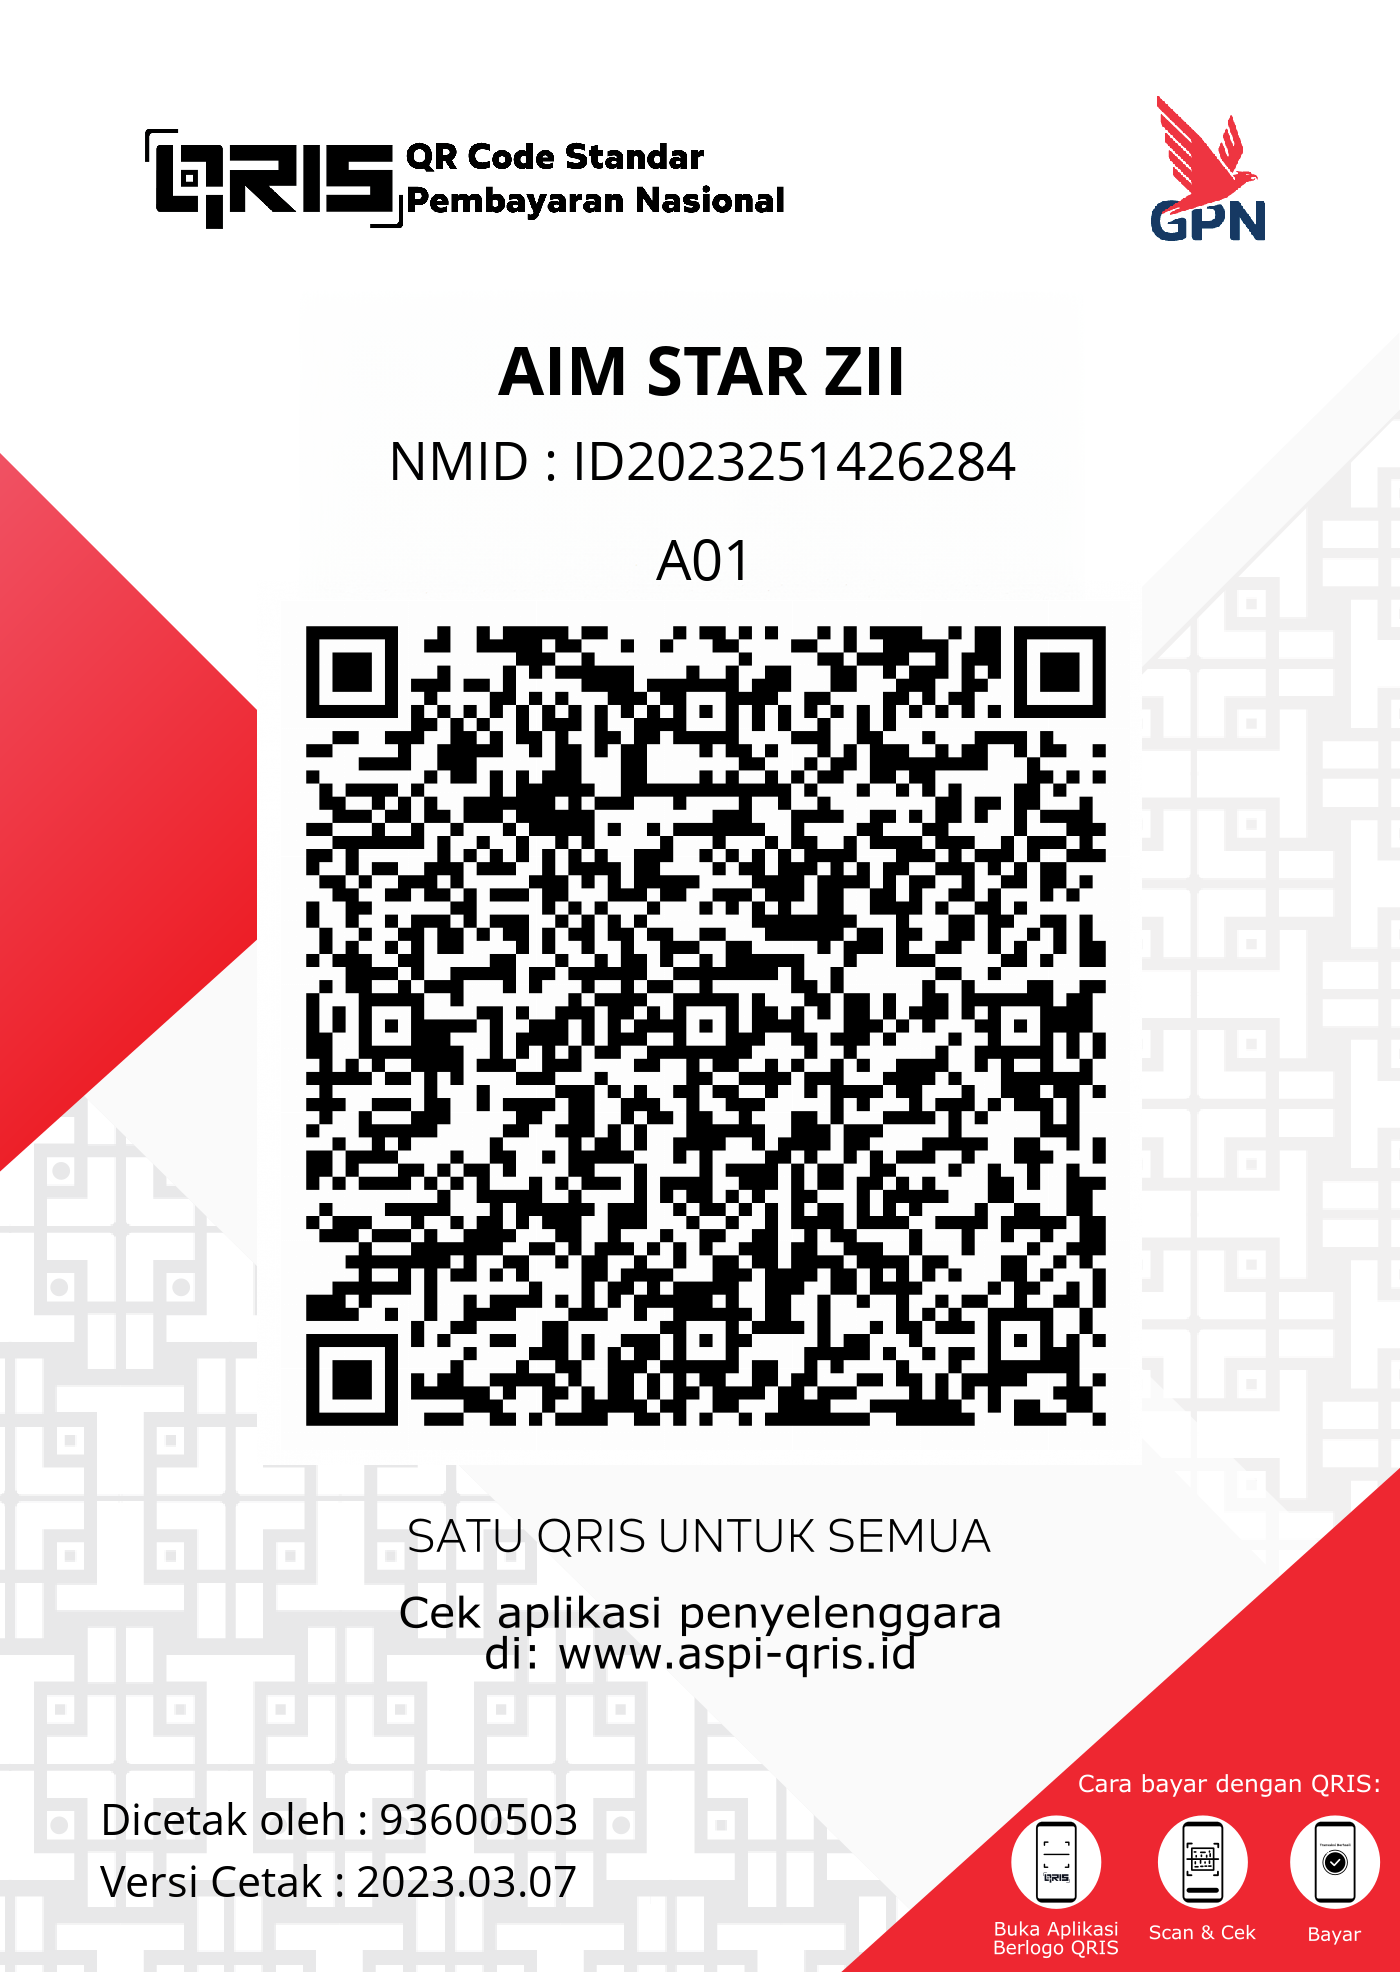 QRIS QR Code Standar
Pembayaran Nasional
GPN
AIM STAR ZII
NMID : ID2023251426284
A01
SATU QRIS UNTUK SEMUA
Cek aplikasi penyelenggara
di: www.aspi-qris.id
Dicetak oleh : 93600503
Versi Cetak : 2023.03.07
Cara bayar dengan QRIS:
QRIS
Buka Aplikasi
Berlogo QRIS
Scan & Cek
Bayar